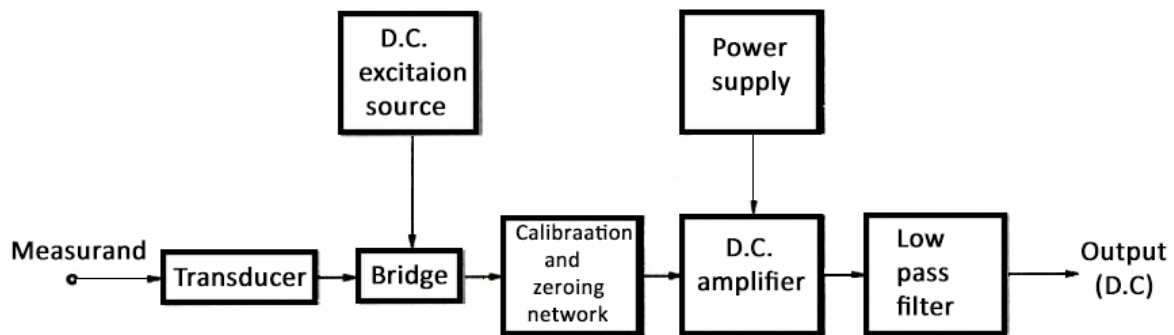 D.C.
excitaion
source
Power
supply
Measurand
Transducer
Bridge
Calibraation
and
zeroing
network
D.C.
amplifier
Low
pass
filter
Output
(D.C)